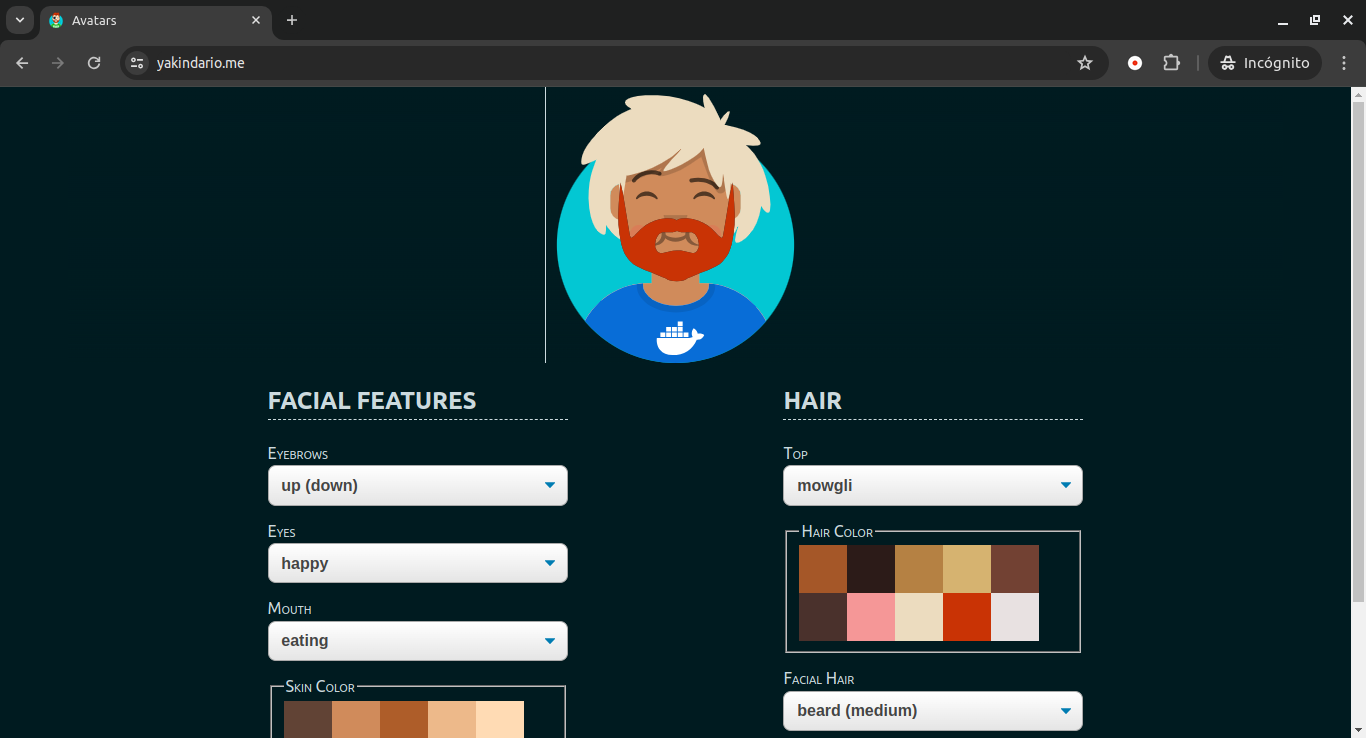 Avatars
yakindario.me
Incógnito
FACIAL FEATURES
Eyebrows
up (down)
Eyes
happy
Mouth
eating
Skin Color
HAIR
Top
mowgli
Hair Color
Facial Hair
beard (medium)